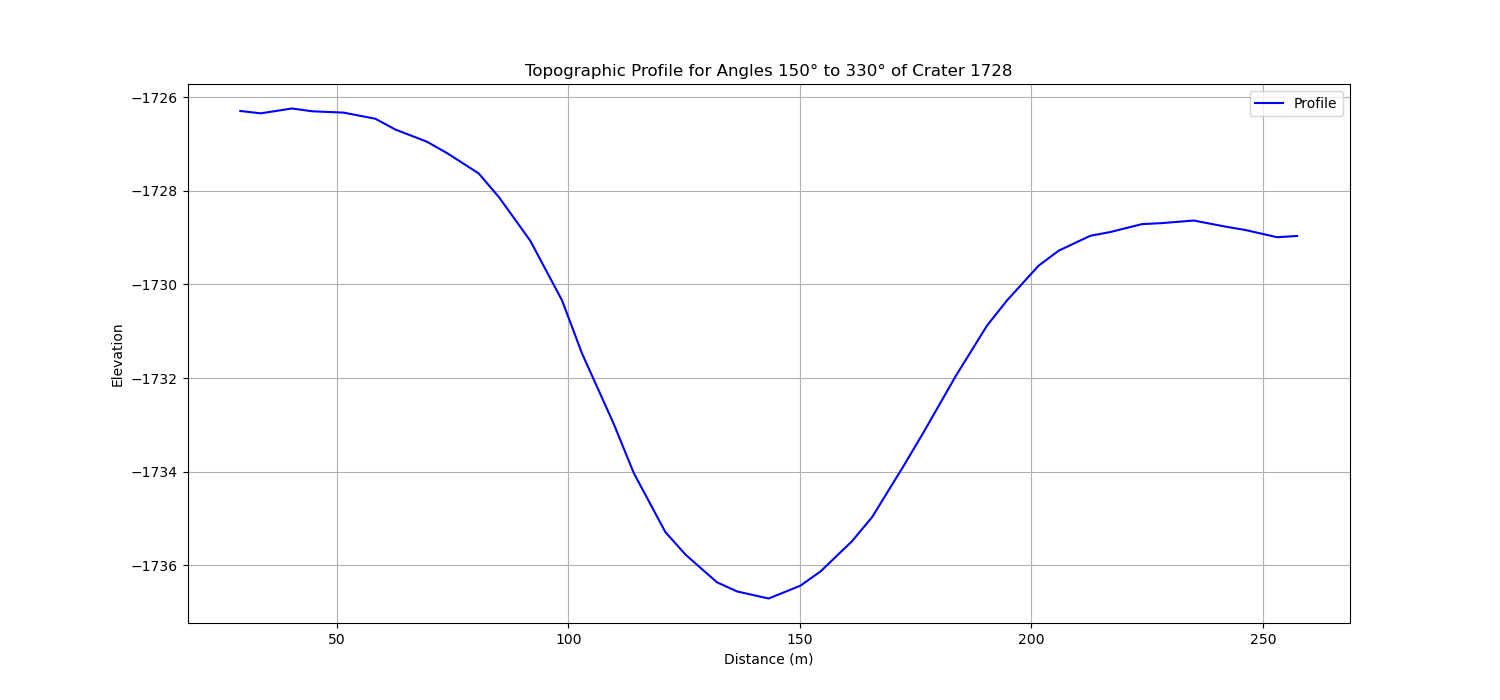 Topographic Profile for Angles 150° to 330° of Crater 1728
Profile
−1726
−1728
−1730
−1732
−1734
−1736
Elevation
50
100
150
200
250
Distance (m)